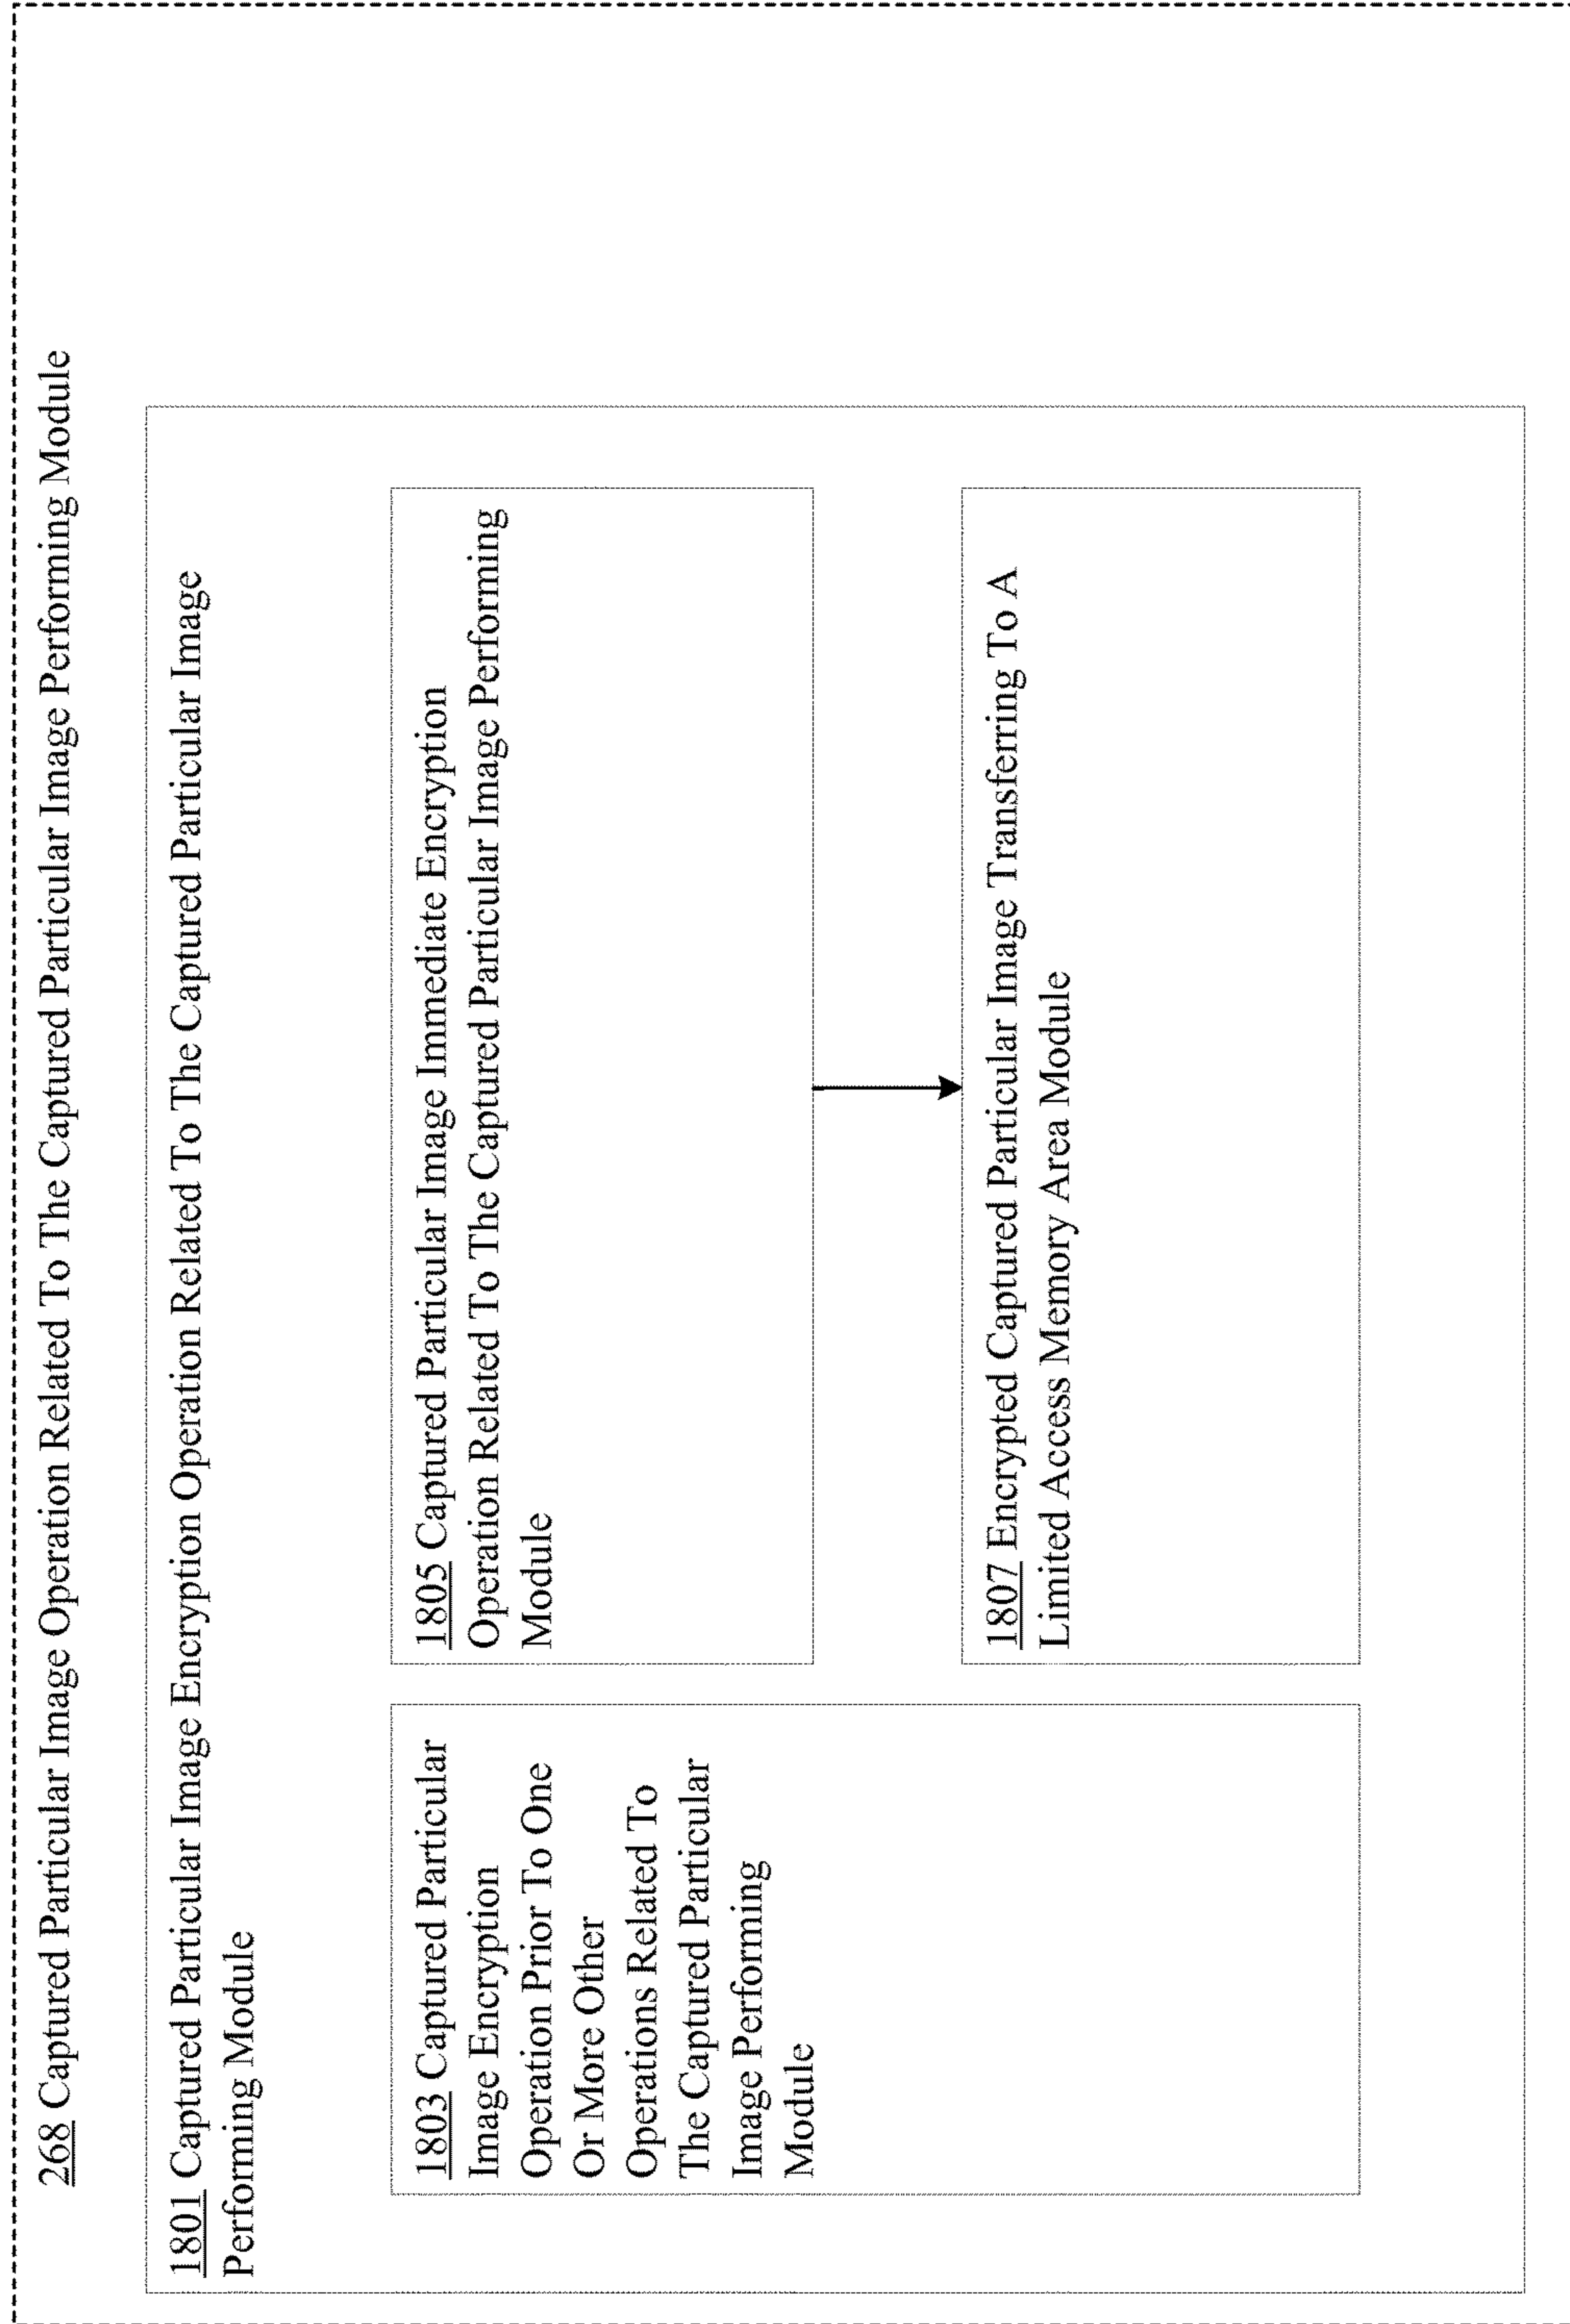 268 Captured Particular Image Operation Related To The Captured Particular Image Performing Module
1801 Captured Particular Image Encryption Operation Related To The Captured Particular Image
Performing Module
1803 Captured Particular
Image Encryption
Operation Prior To One
Or More Other
Operations Related To
The Captured Particular
Image Performing
Module
1805 Captured Particular Image Immediate Encryption
Operation Related To The Captured Particular Image Performing
Module
1807 Encrypted Captured Particular Image Transferring To A
Limited Access Memory Area Module